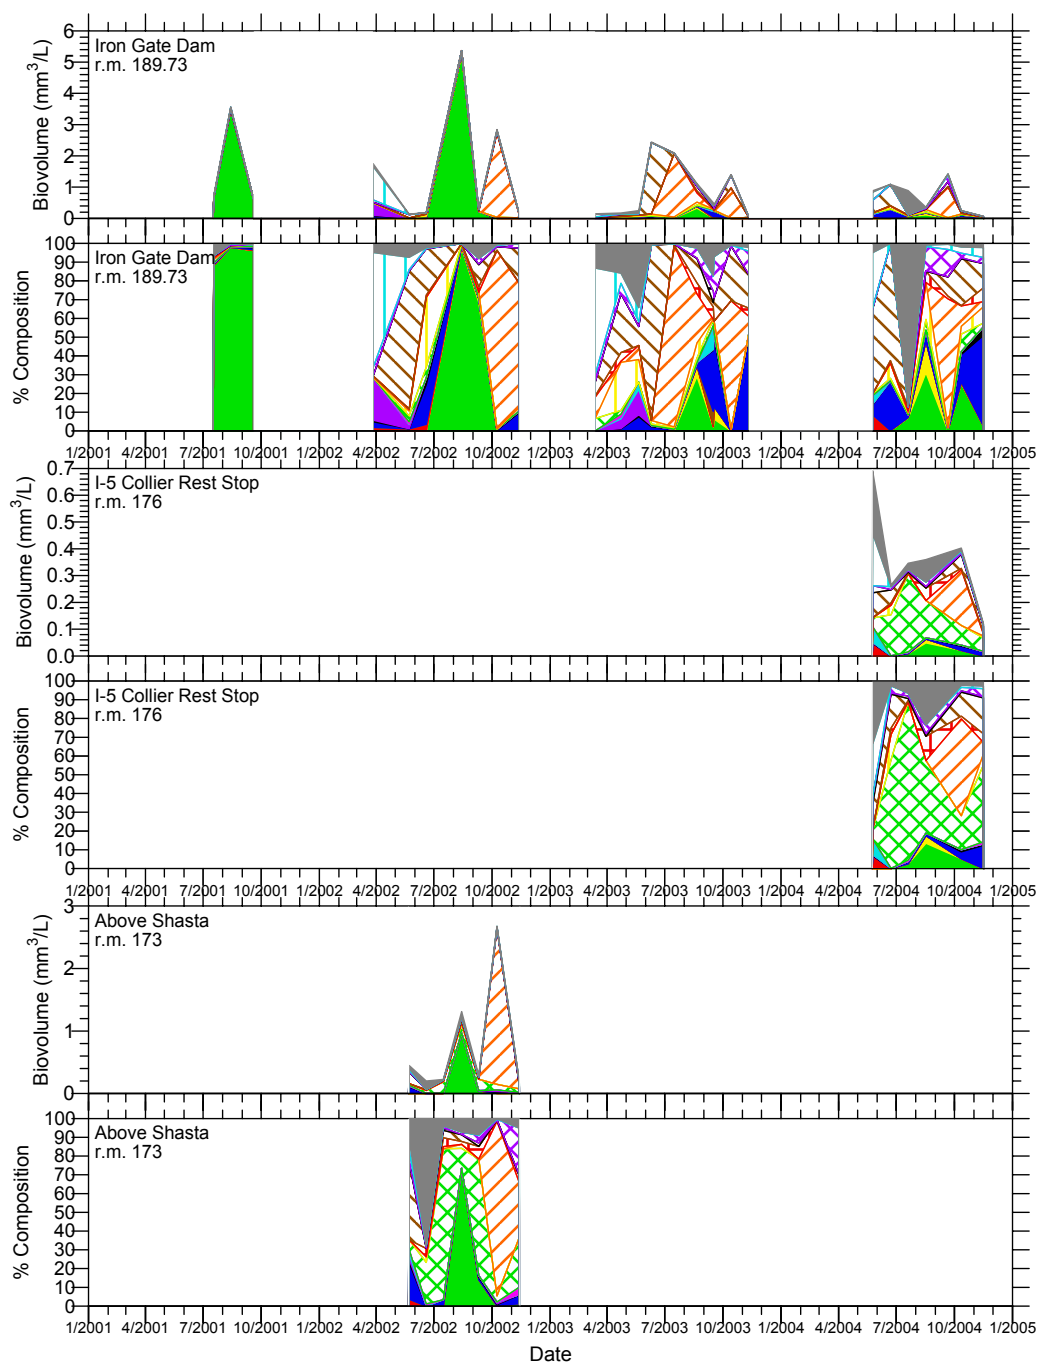 6
5
4
3
2
1
0
Biovolume (mm³/L)
Iron Gate Dam
r.m. 189.73
100
90
80
70
60
50
40
30
20
10
0
% Composition
Iron Gate Dam
r.m. 189.73
1/2001 4/2001 7/2001 10/2001 1/2002 4/2002 7/2002 10/2002 1/2003 4/2003 7/2003 10/2003 1/2004 4/2004 7/2004 10/2004 1/2005
0.7
0.6
0.5
0.4
0.3
0.2
0.1
0.0
Biovolume (mm³/L)
I-5 Collier Rest Stop
r.m. 176
100
90
80
70
60
50
40
30
20
10
0
% Composition
I-5 Collier Rest Stop
r.m. 176
1/2001 4/2001 7/2001 10/2001 1/2002 4/2002 7/2002 10/2002 1/2003 4/2003 7/2003 10/2003 1/2004 4/2004 7/2004 10/2004 1/2005
3
2
1
0
Biovolume (mm³/L)
Above Shasta
r.m. 173
100
90
80
70
60
50
40
30
20
10
0
% Composition
Above Shasta
r.m. 173
1/2001 4/2001 7/2001 10/2001 1/2002 4/2002 7/2002 10/2002 1/2003 4/2003 7/2003 10/2003 1/2004 4/2004 7/2004 10/2004 1/2005
Date